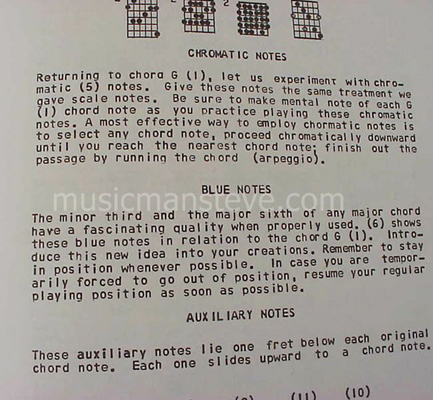 2
CHROMATIC NOTES
Returning to chord G (1), let us experiment with chro-
matic (5) notes. Give these notes the same treatment we
gave scale notes. Be sure to make mental note of each G
(1) chord note as you practice playing these chromatic
notes. A most effective way to employ chormatic notes is
to select any chord note, proceed chromatically downward
until you reach the nearest chord note; finish out the
passage by running the chord (arpeggio).
musicmansteve.com
BLUE NOTES
The minor third and the major sixth of any major chord
have a fascinating quality when properly used. (6) shows
these blue notes in relation to the chord G (1). Intro-
duce this new idea into your creations. Remember to stay
in position whenever possible. In case you are tempor-
arily forced to go out of position, resume your regular
playing position as soon as possible.
AUXILIARY NOTES
These auxiliary notes lie one fret below each original
chord note. Each one slides upward to a chord note.
(11) (10)